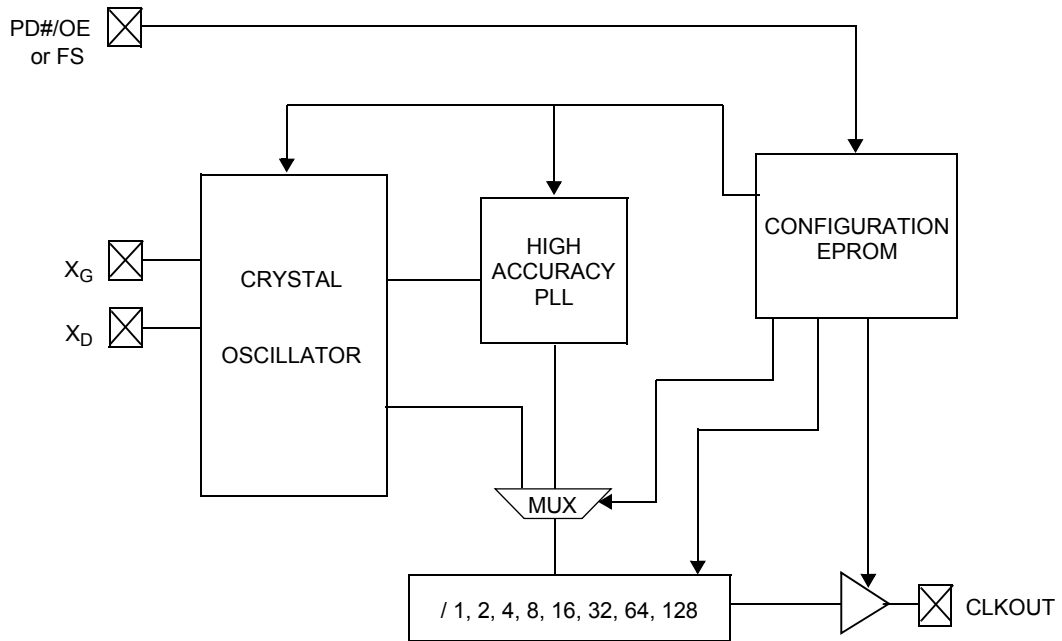 PD#/OE
or FS
CONFIGURATION
EPROM
HIGH
ACCURACY
PLL
X_G
CRYSTAL
X_D
OSCILLATOR
MUX
/ 1, 2, 4, 8, 16, 32, 64, 128
CLKOUT